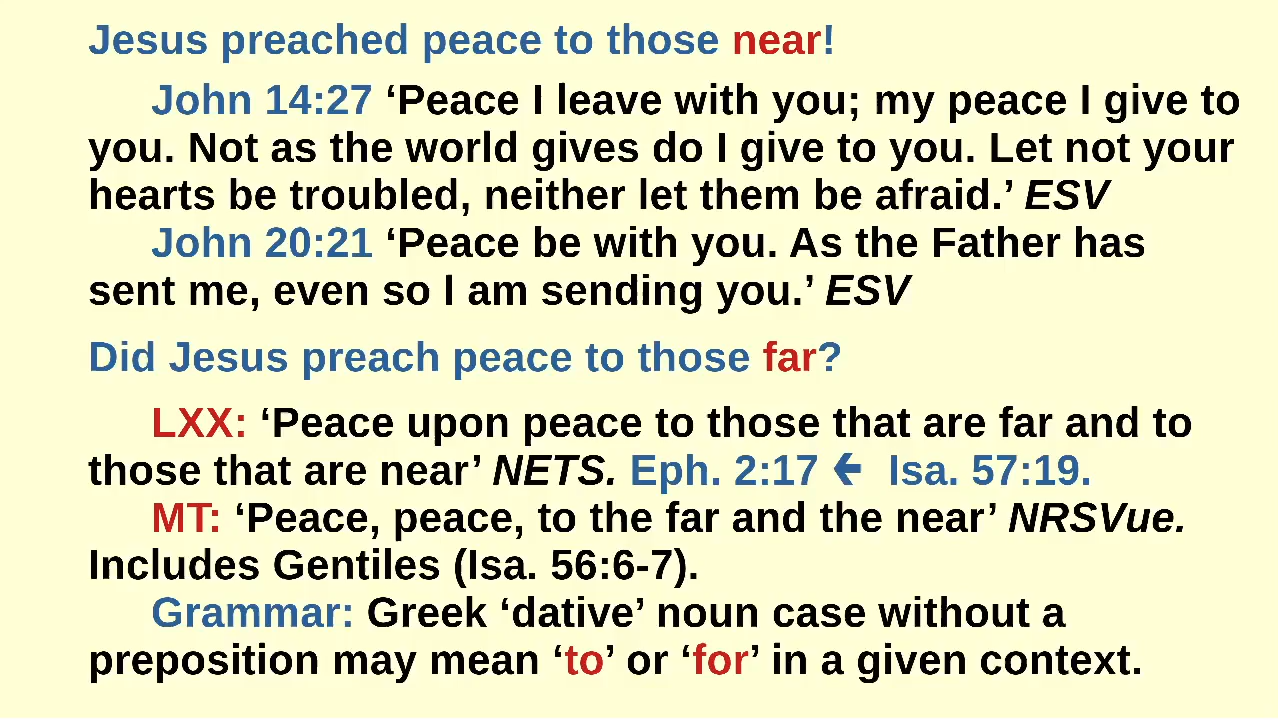 Jesus preached peace to those near!
John 14:27 ‘Peace I leave with you; my peace I give to
you. Not as the world gives do I give to you. Let not your
hearts be troubled, neither let them be afraid.’ ESV
John 20:21 ‘Peace be with you. As the Father has
sent me, even so I am sending you.’ ESV
Did Jesus preach peace to those far?
LXX: ‘Peace upon peace to those that are far and to
those that are near’ NETS. Eph. 2:17 🡸 Isa. 57:19.
MT: ‘Peace, peace, to the far and the near’ NRSVue.
Includes Gentiles (Isa. 56:6-7).
Grammar: Greek ‘dative’ noun case without a
preposition may mean ‘to’ or ‘for’ in a given context.